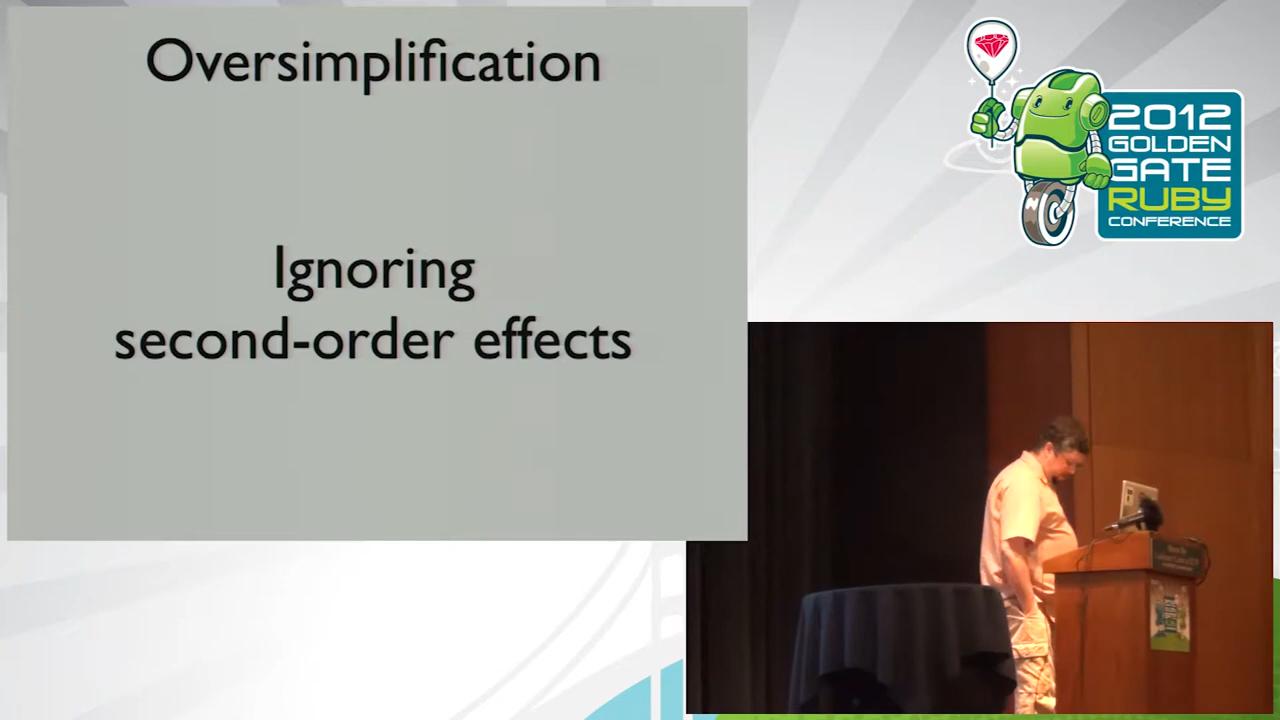 Oversimplification
Ignoring
second-order effects
2012
GOLDEN
GATE
RUBY
CONFERENCE